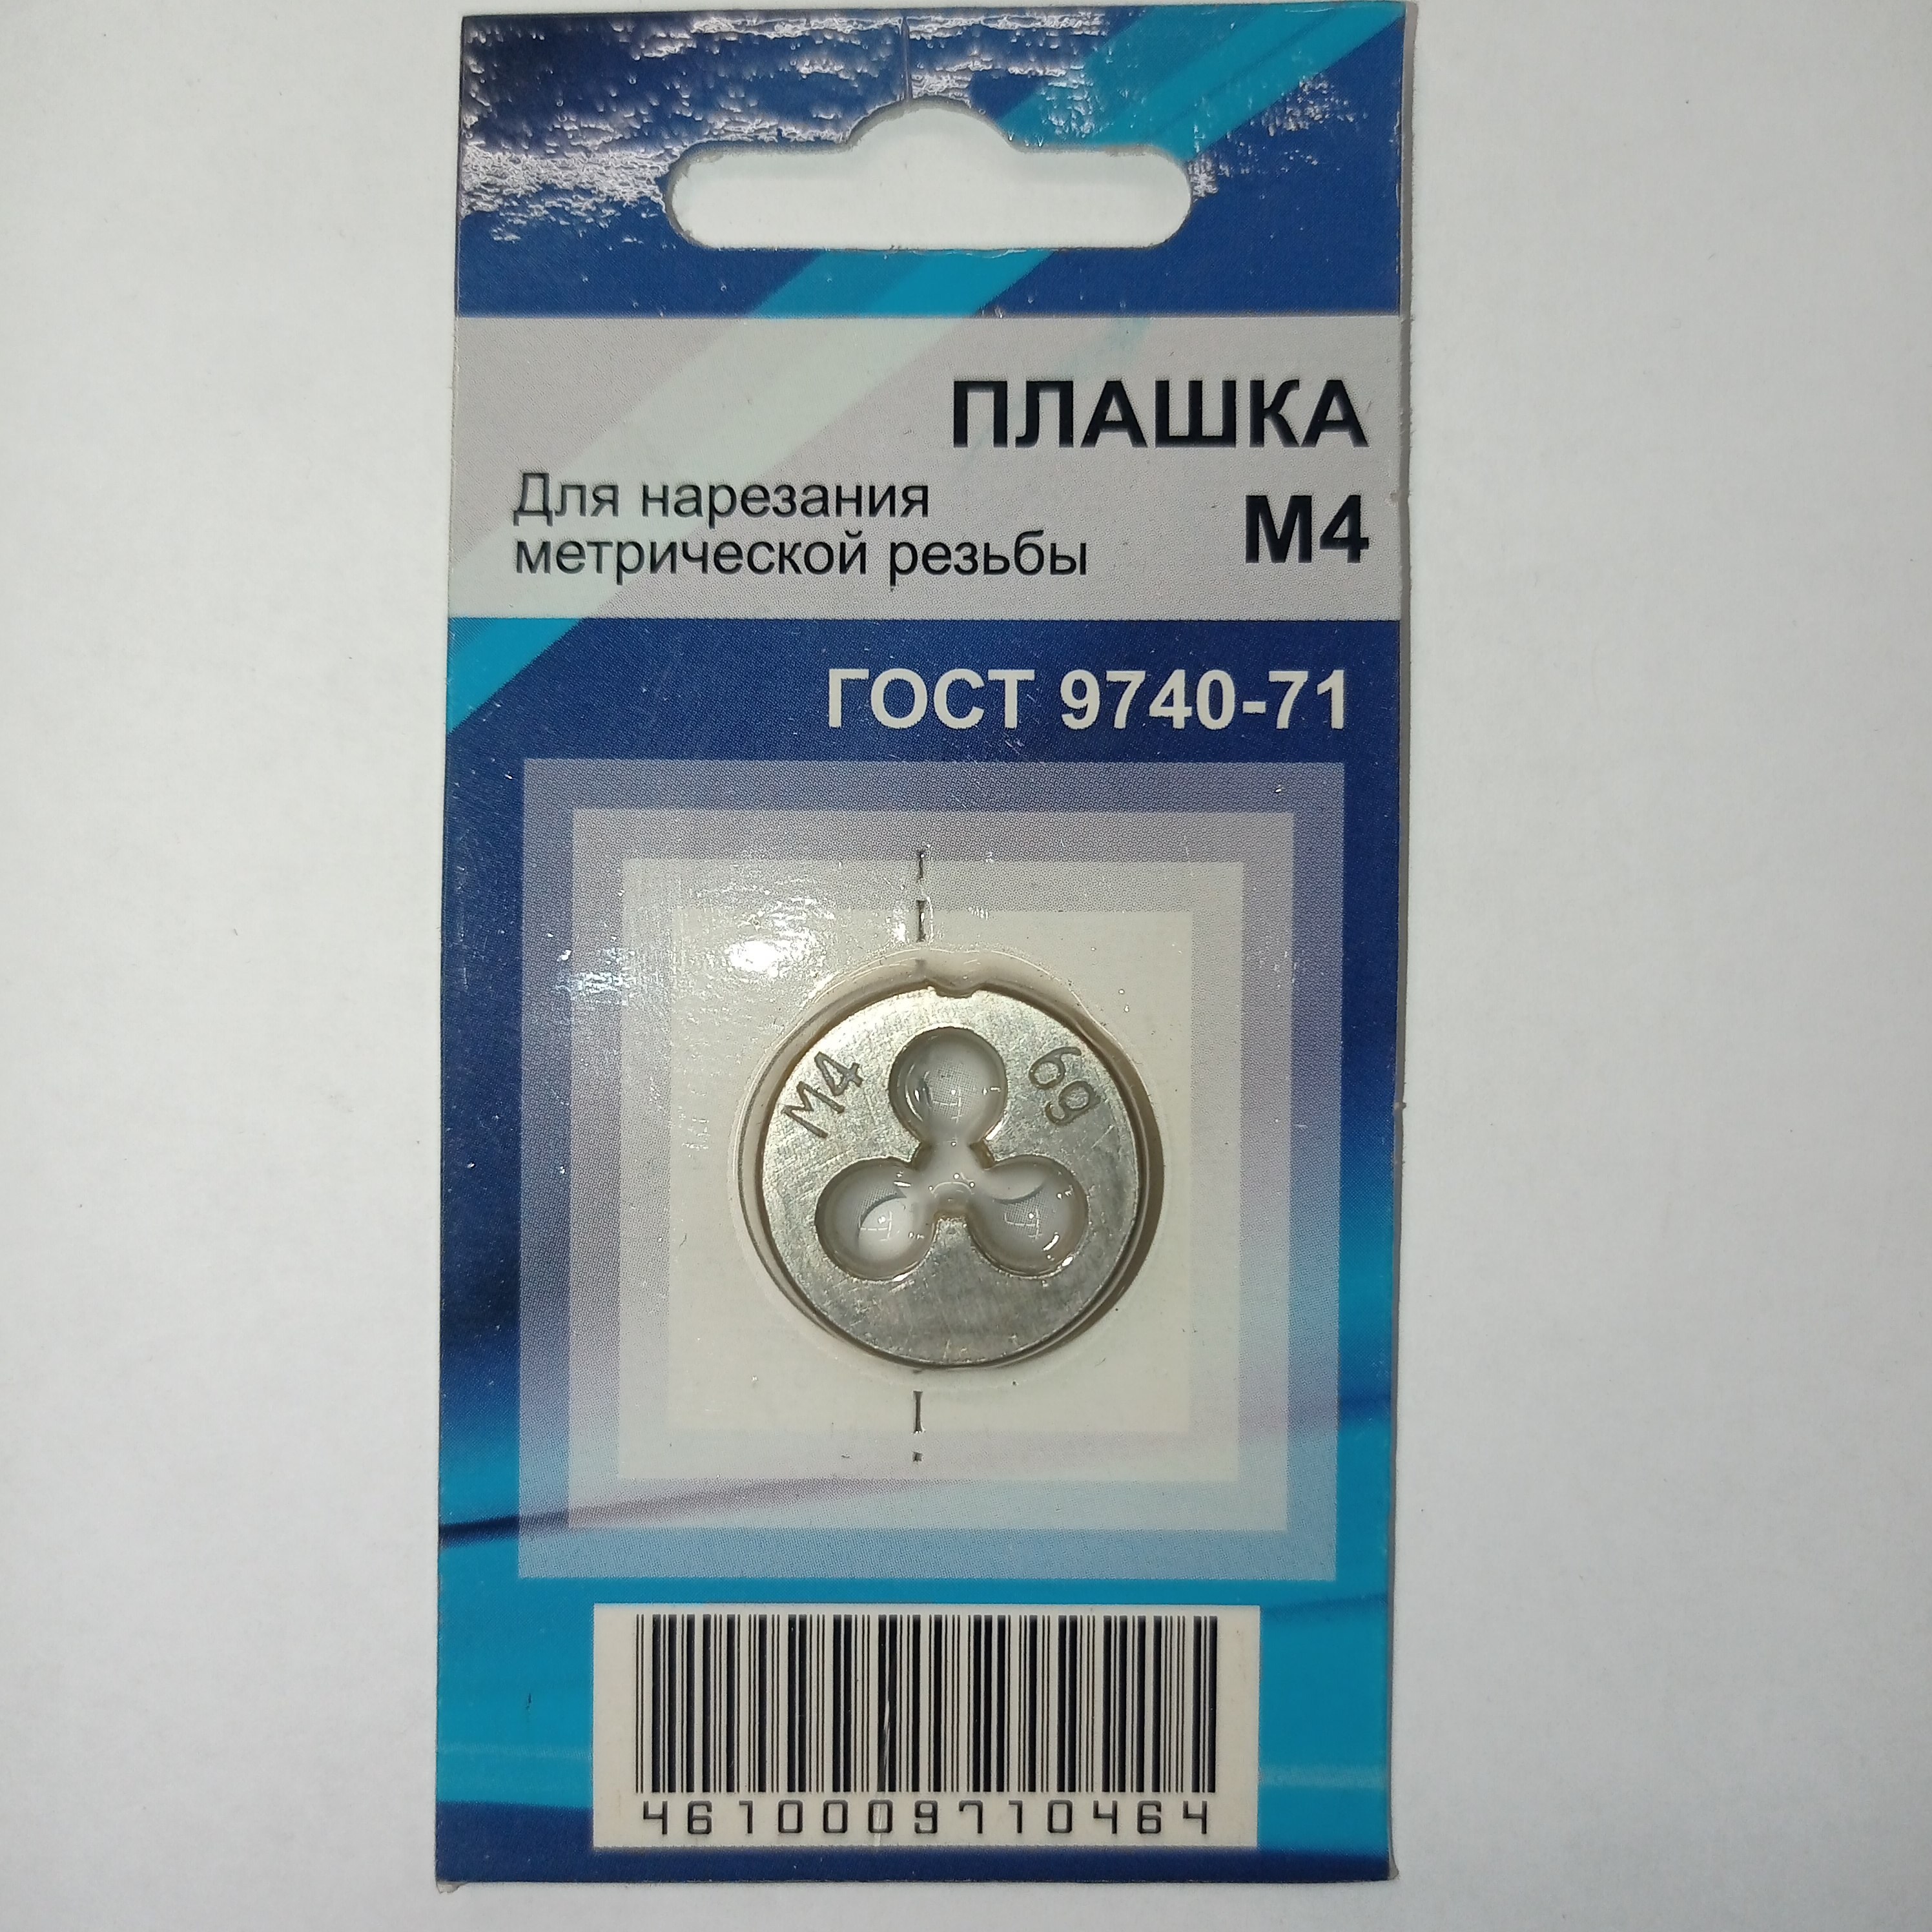 ПЛАШКА
Для нарезания
метрической резьбы
М4
ГОСТ 9740-71
М4
6g
4610009710464